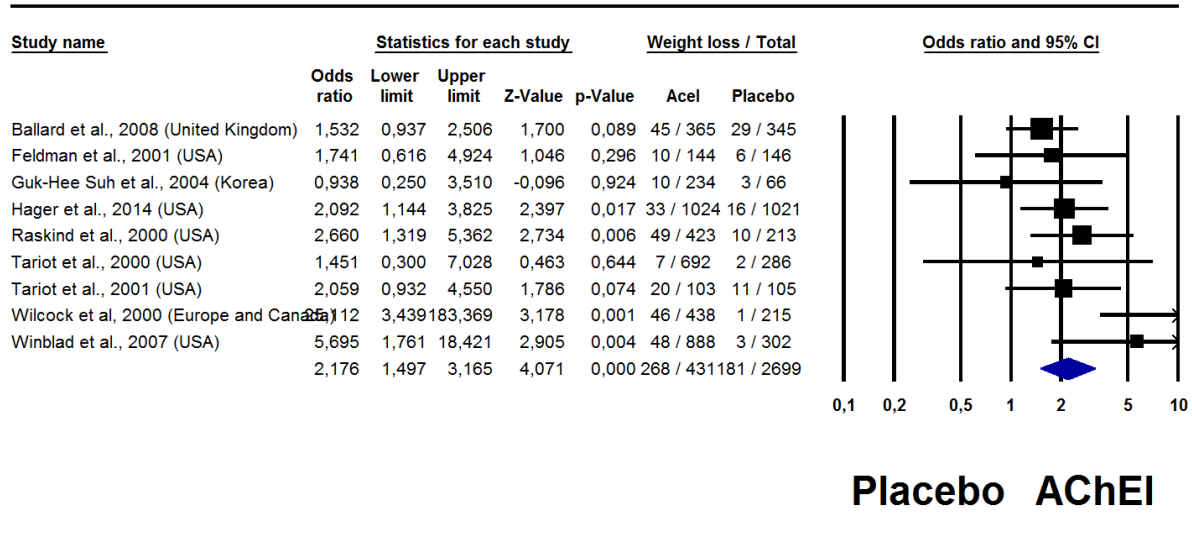 Study name Statistics for each study Weight loss / Total Odds ratio and 95% CI
Odds Lower Upper
ratio limit limit Z-Value p-Value Acel Placebo
Ballard et al., 2008 (United Kingdom) 1,532 0,937 2,506 1,700 0,089 45 / 365 29 / 345
Feldman et al., 2001 (USA) 1,741 0,616 4,924 1,046 0,296 10 / 144 6 / 146
Guk-Hee Suh et al., 2004 (Korea) 0,938 0,250 3,510 -0,096 0,924 10 / 234 3 / 66
Hager et al., 2014 (USA) 2,092 1,144 3,825 2,397 0,017 33 / 1024 16 / 1021
Raskind et al., 2000 (USA) 2,660 1,319 5,362 2,734 0,006 49 / 423 10 / 213
Tariot et al., 2000 (USA) 1,451 0,300 7,028 0,463 0,644 7 / 692 2 / 286
Tariot et al., 2001 (USA) 2,059 0,932 4,550 1,786 0,074 20 / 103 11 / 105
Wilcock et al, 2000 (Europe and Canada) 25,112 3,439 183,369 3,178 0,001 46 / 438 1 / 215
Winblad et al., 2007 (USA) 5,695 1,761 18,421 2,905 0,004 48 / 888 3 / 302
2,176 1,497 3,165 4,071 0,000 268 / 4311 81 / 2699
0,1 0,2 0,5 1 2 5 10
Placebo AChEI